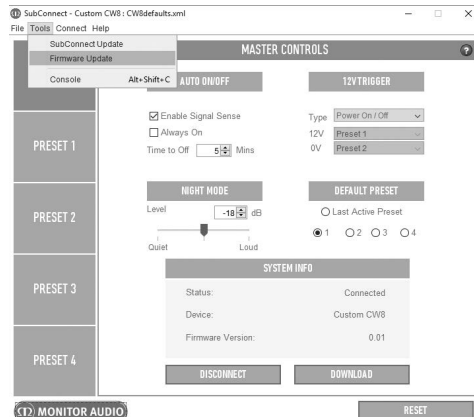 SubConnect - Custom CW8 : CW8defaults.xml
File Tools Connect Help
SubConnect Update
Firmware Update
Console Alt+Shift+C
MASTER CONTROLS
?
AUTO ON/OFF
12V TRIGGER
Enable Signal Sense
Always On
Time to Off 5 Mins
Type Power On / Off
12V Preset 1
0V Preset 2
PRESET 1
NIGHT MODE
DEFAULT PRESET
Level -18 dB
Quiet Loud
Last Active Preset
1 2 3 4
PRESET 2
SYSTEM INFO
Status: Connected
Device: Custom CW8
Firmware Version: 0.01
PRESET 3
DISCONNECT DOWNLOAD
PRESET 4
MONITOR AUDIO
RESET